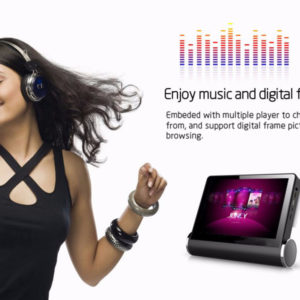 Enjoy music and digital f
Embeded with multiple player to ch
from, and support digital frame pic
browsing.